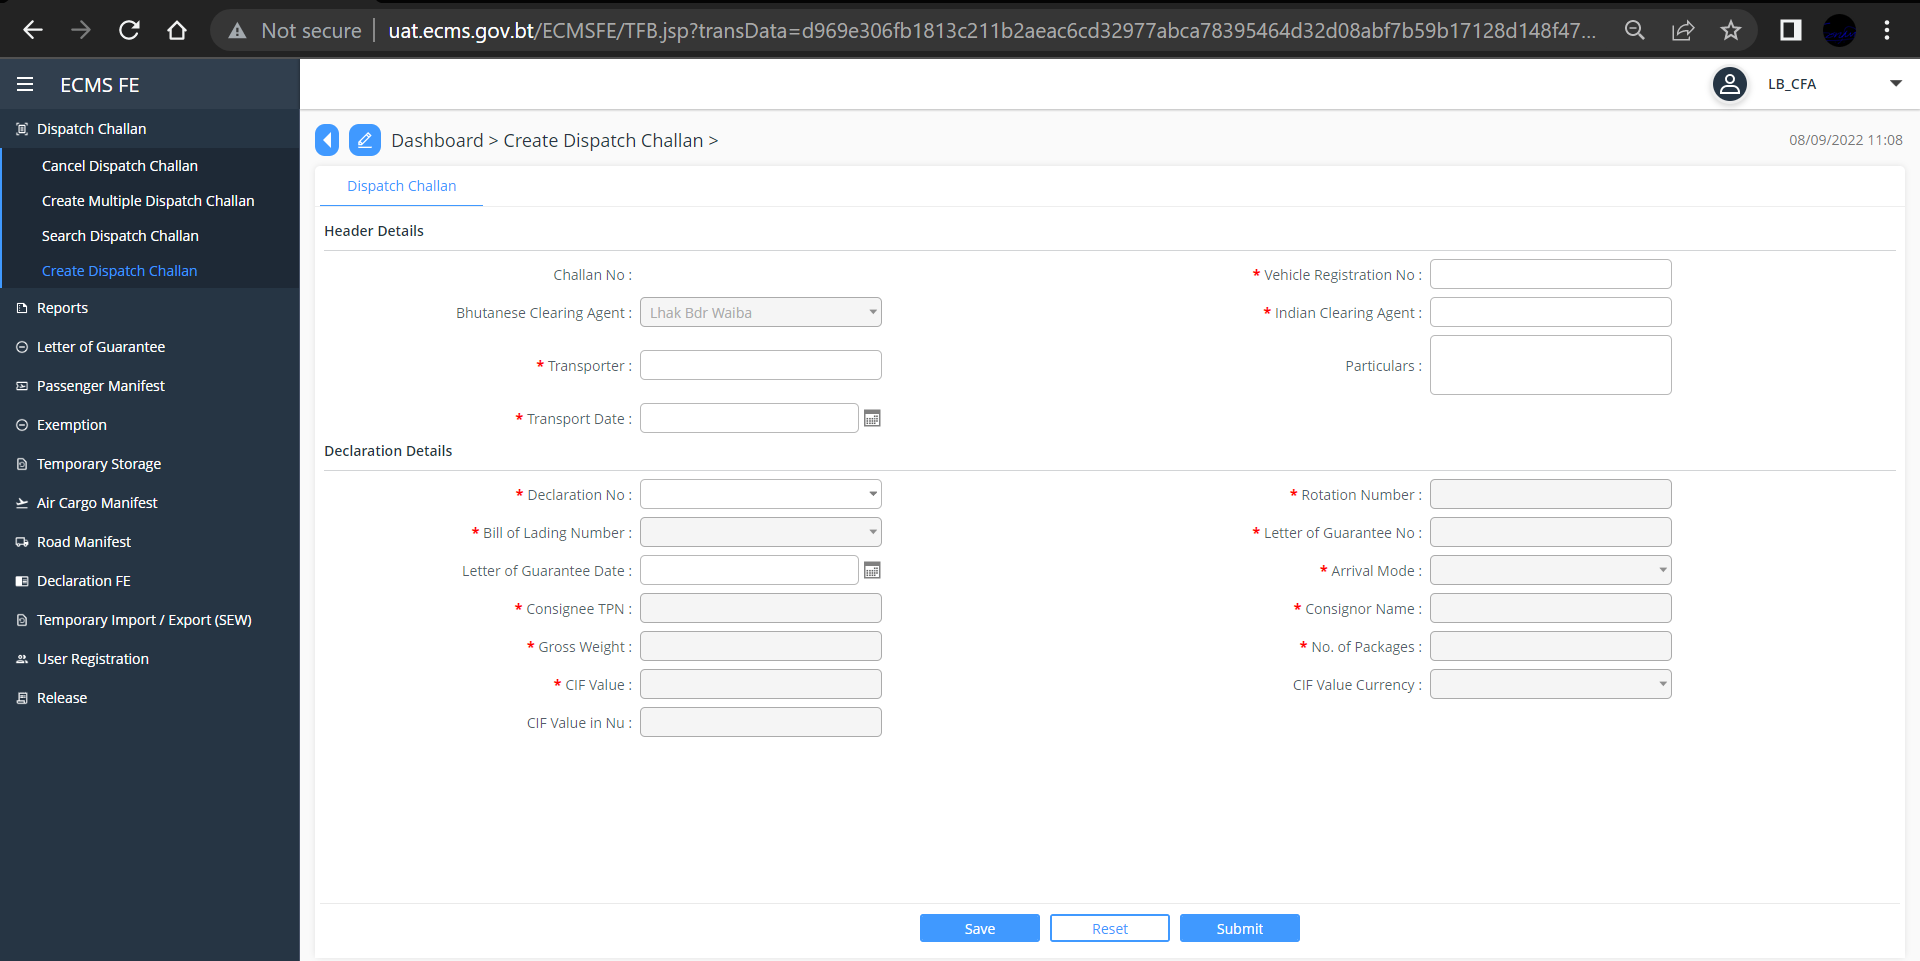 Not secure
uat.ecms.gov.bt/ECMSFE/TFB.jsp?transData=d969e306fb1813c211b2aeac6cd32977abca78395464d32d08abf7b59b17128d148f47...
ECMS FE
LB_CFA
Dispatch Challan
Cancel Dispatch Challan
Create Multiple Dispatch Challan
Search Dispatch Challan
Create Dispatch Challan
Reports
Letter of Guarantee
Passenger Manifest
Exemption
Temporary Storage
Air Cargo Manifest
Road Manifest
Declaration FE
Temporary Import / Export (SEW)
User Registration
Release
Dashboard > Create Dispatch Challan >
08/09/2022 11:08
Dispatch Challan
Header Details
Challan No :
* Vehicle Registration No :
Bhutanese Clearing Agent : Lhak Bdr Waiba
* Indian Clearing Agent :
* Transporter :
Particulars :
* Transport Date :
Declaration Details
* Declaration No :
* Rotation Number :
* Bill of Lading Number :
* Letter of Guarantee No :
Letter of Guarantee Date :
* Arrival Mode :
* Consignee TPN :
* Consignor Name :
* Gross Weight :
* No. of Packages :
* CIF Value :
CIF Value Currency :
CIF Value in Nu :
Save
Reset
Submit